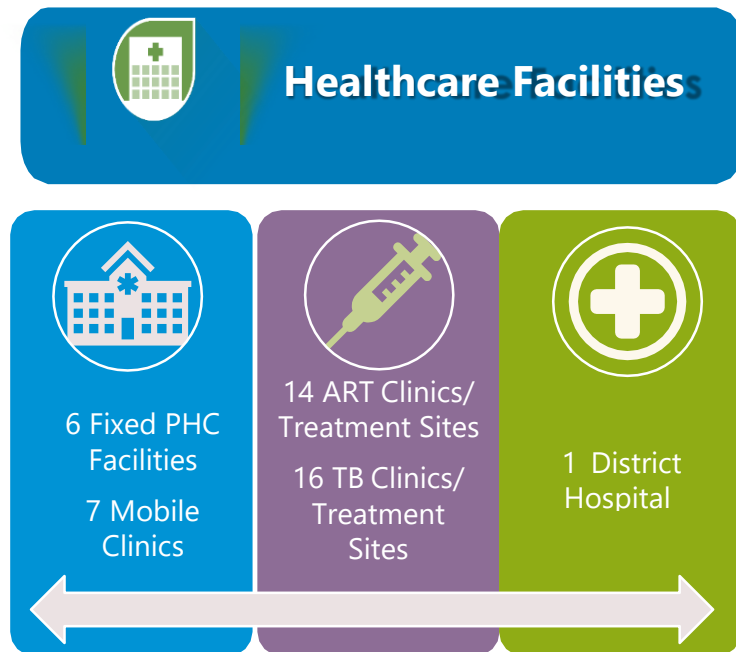 Healthcare Facilities
6 Fixed PHC
Facilities
7 Mobile
Clinics
14 ART Clinics/
Treatment Sites
16 TB Clinics/
Treatment
Sites
1 District
Hospital